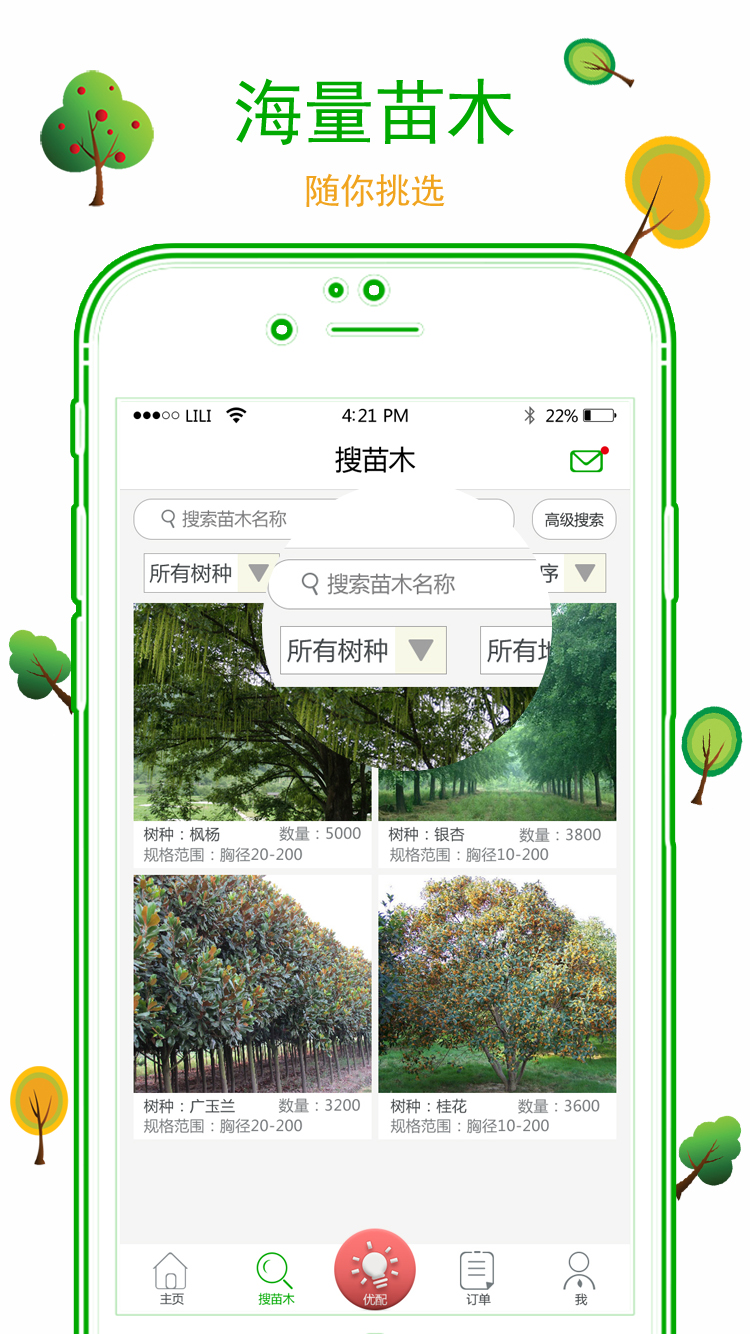 海量苗木
随你挑选
LILI 4:21 PM 22%
搜苗木
搜索苗木名称 高级搜索
所有树种 序
搜索苗木名称
所有树种 所有地
树种：枫杨 数量：5000
规格范围：胸径20-200
树种：银杏 数量：3800
规格范围：胸径10-200
树种：广玉兰 数量：3200
规格范围：胸径20-200
树种：桂花 数量：3600
规格范围：胸径10-200
主页 搜苗木 优配 订单 我